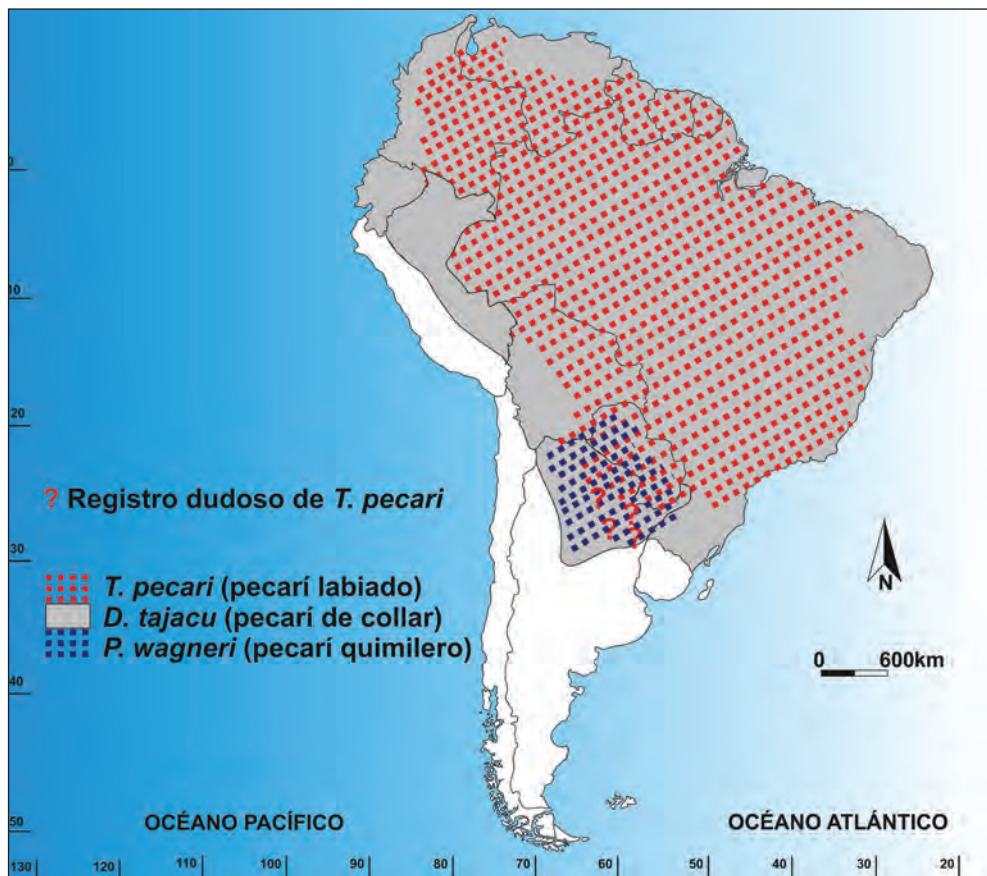 0
10
20
? Registro dudoso de T. pecari
?
?
?
?
?
30
T. pecari (pecarí labiado)
D. tajacu (pecarí de collar)
P. wagneri (pecarí quimilero)
N
0 600km
40
OCÉANO PACÍFICO
OCÉANO ATLÁNTICO
50
130 120 110 100 90 80 70 60 50 40 30 20